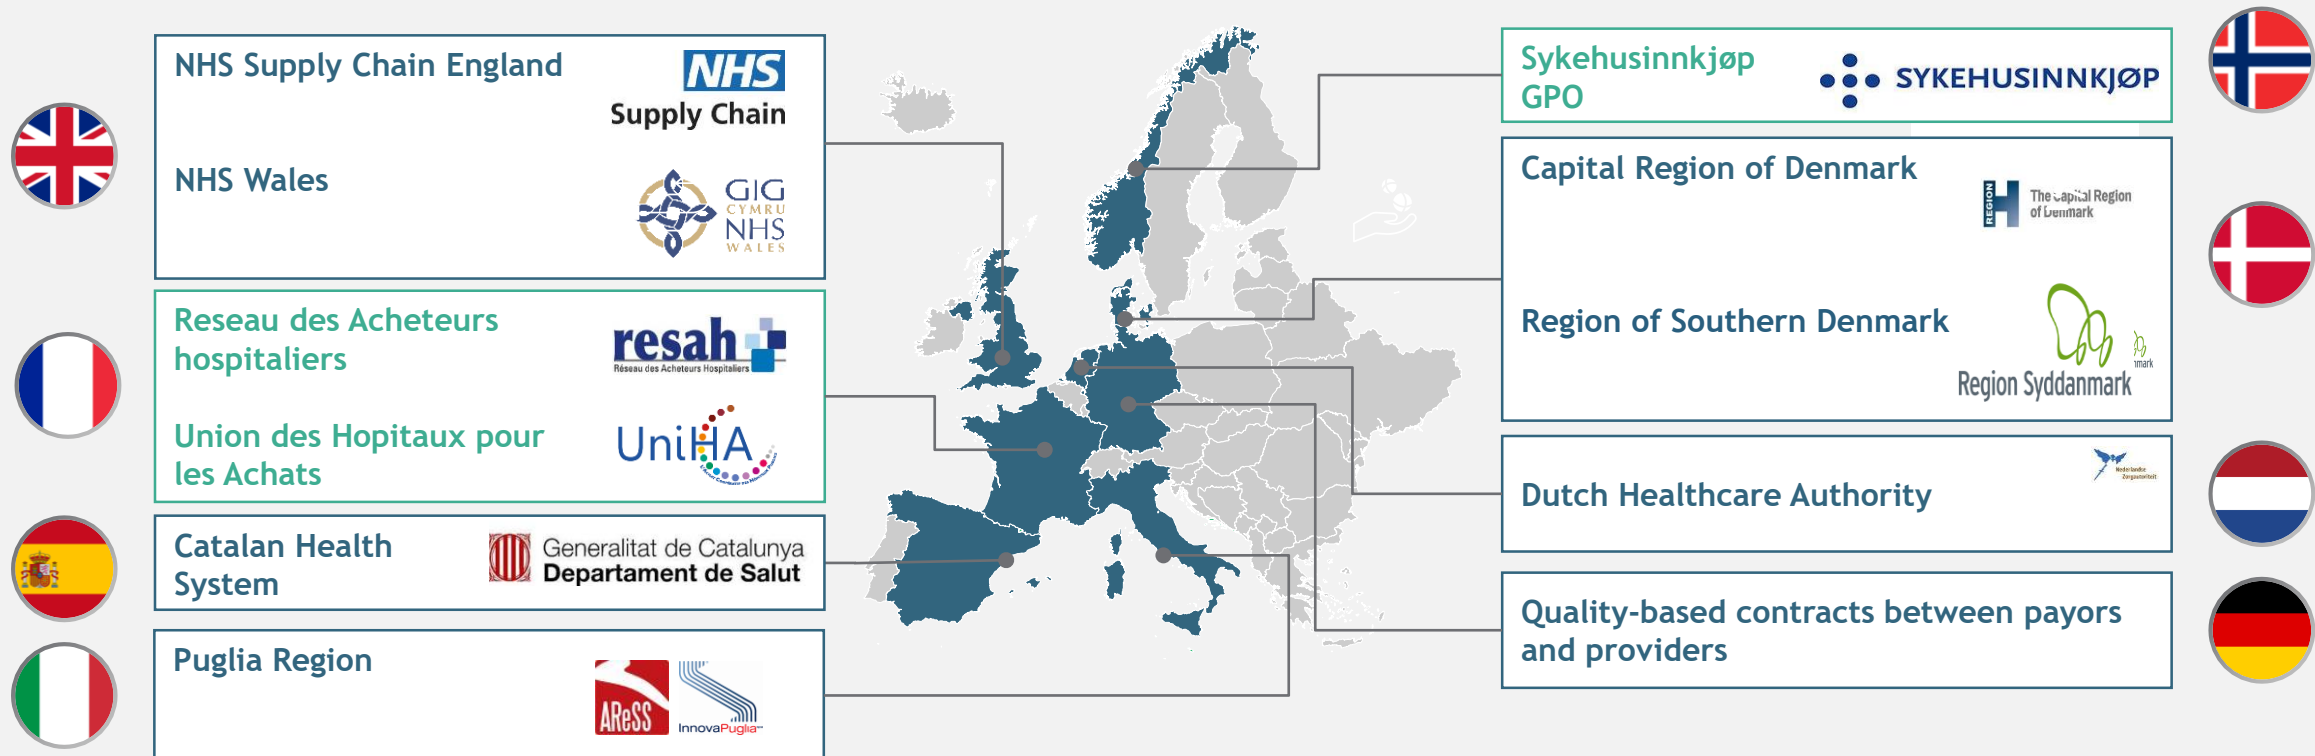 NHS Supply Chain England
NHS
Supply Chain
NHS Wales
GIG
CYMRU
NHS
WALES
Reseau des Acheteurs
hospitaliers
resah
Réseau des Acheteurs Hospitaliers
Union des Hopitaux pour
les Achats
UniHA
Catalan Health
System
Generalitat de Catalunya
Departament de Salut
Puglia Region
AReSS
InnovaPuglia
Sykehusinnkjøp
GPO
SYKEHUSINNKJØP
Capital Region of Denmark
REGION
H
The Capital Region
of Denmark
Region of Southern Denmark
nmark
Region Syddanmark
Dutch Healthcare Authority
Nederlandse
Zorgautoriteit
Quality-based contracts between payors
and providers